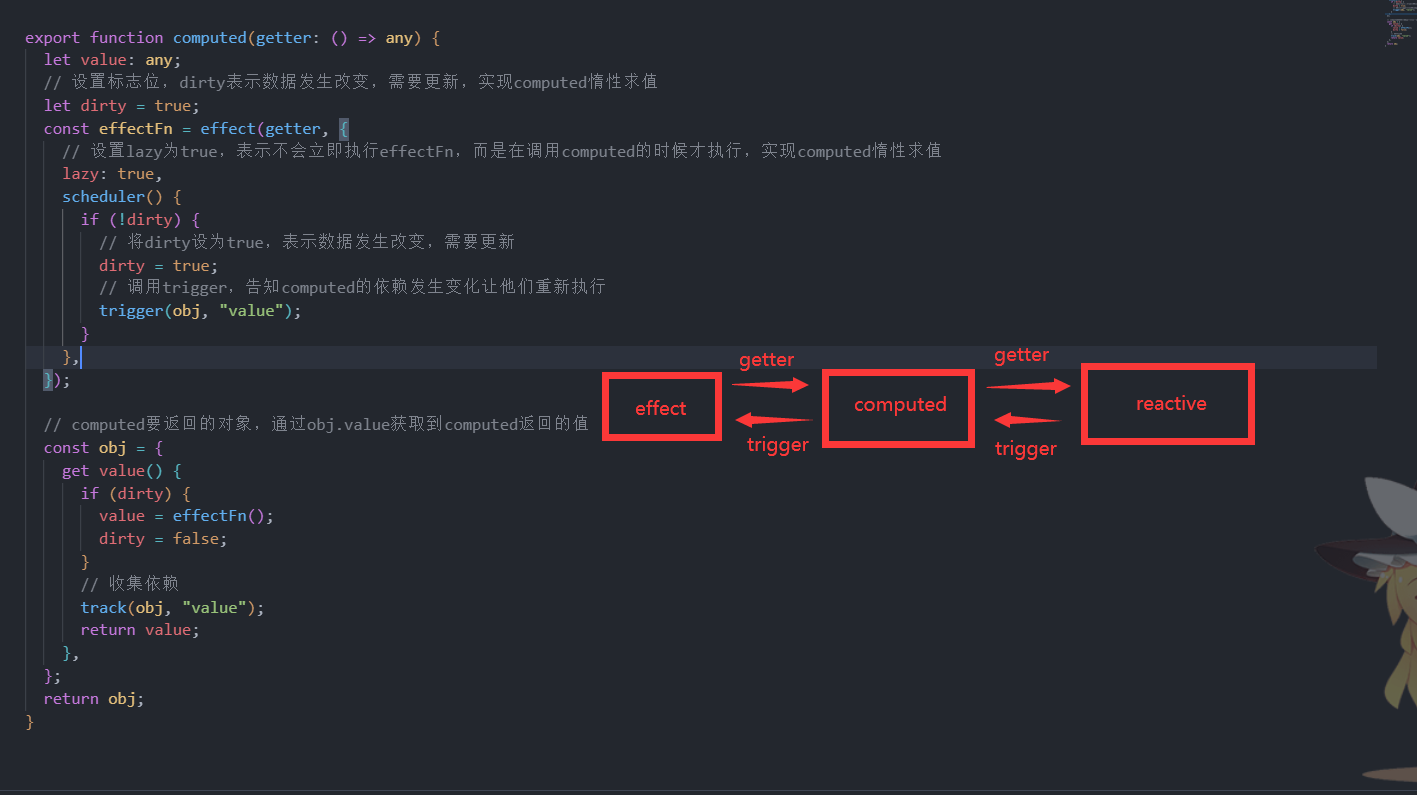 export function computed(getter: () => any) {
let value: any;
// 设置标志位，dirty表示数据发生改变，需要更新，实现computed惰性求值
let dirty = true;
const effectFn = effect(getter, {
// 设置lazy为true，表示不会立即执行effectFn，而是在调用computed的时候才执行，实现computed惰性求值
lazy: true,
scheduler() {
if (!dirty) {
// 将dirty设为true，表示数据发生改变，需要更新
dirty = true;
// 调用trigger，告知computed的依赖发生变化让他们重新执行
trigger(obj, "value");
}
},
});
// computed要返回的对象，通过obj.value获取到computed返回的值
const obj = {
get value() {
if (dirty) {
value = effectFn();
dirty = false;
}
// 收集依赖
track(obj, "value");
return value;
},
};
return obj;
}
getter
getter
effect
computed
reactive
trigger
trigger